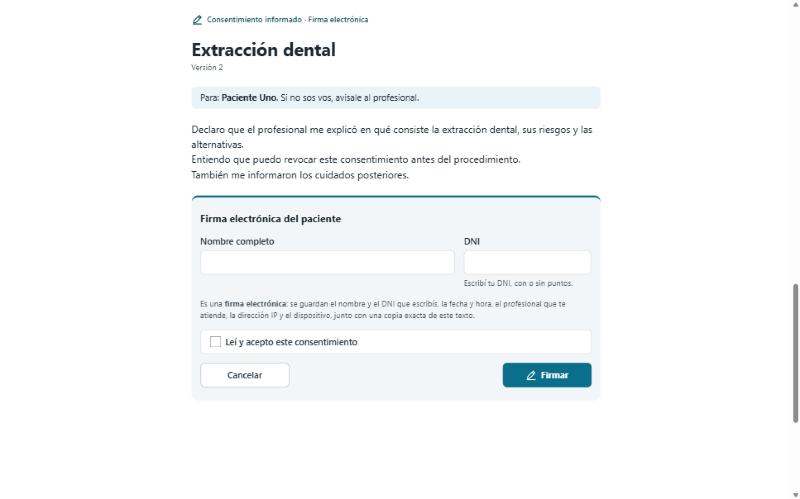 Consentimiento informado · Firma electrónica
Extracción dental
Versión 2
Para: Paciente Uno. Si no sos vos, avisale al profesional.
Declaro que el profesional me explicó en qué consiste la extracción dental, sus riesgos y las
alternativas.
Entiendo que puedo revocar este consentimiento antes del procedimiento.
También me informaron los cuidados posteriores.
Firma electrónica del paciente
Nombre completo
DNI
Escribí tu DNI, con o sin puntos.
Es una firma electrónica: se guardan el nombre y el DNI que escribís, la fecha y hora, el profesional que te
atiende, la dirección IP y el dispositivo, junto con una copia exacta de este texto.
Leí y acepto este consentimiento
Cancelar
Firmar